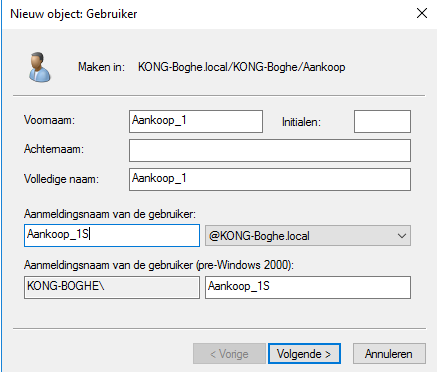 Nieuw object: Gebruiker
Maken in: KONG-Boghe.local/KONG-Boghe/Aankoop
Voornaam: Aankoop_1 Initialen:
Achternaam:
Volledige naam: Aankoop_1
Aanmeldingsnaam van de gebruiker:
Aankoop_1S @KONG-Boghe.local
Aanmeldingsnaam van de gebruiker (pre-Windows 2000):
KONG-BOGHE\ Aankoop_1S
< Vorige Volgende > Annuleren